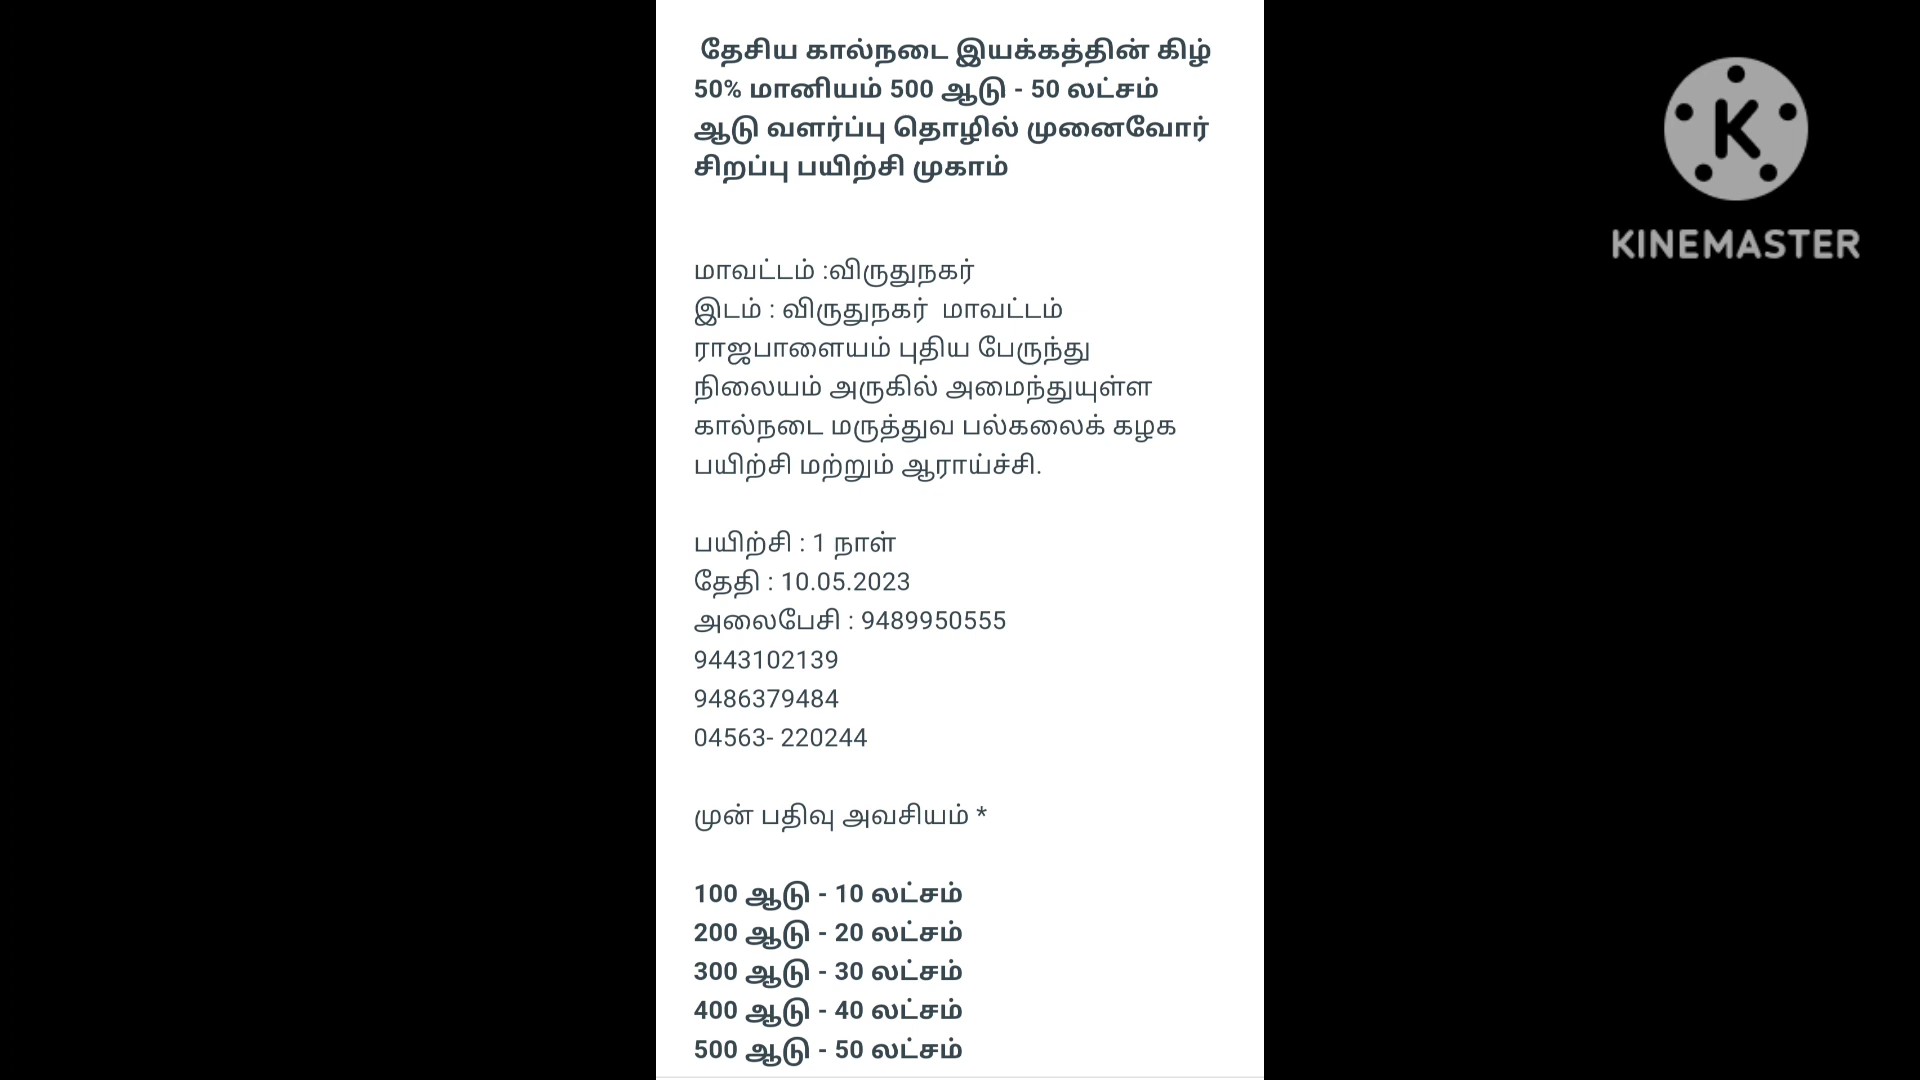 தேசிய கால்நடை இயக்கத்தின் கிழ்
50% மானியம் 500 ஆடு - 50 லட்சம்
ஆடு வளர்ப்பு தொழில் முனைவோர்
சிறப்பு பயிற்சி முகாம்
மாவட்டம் :விருதுநகர்
இடம் : விருதுநகர் மாவட்டம்
ராஜபாளையம் புதிய பேருந்து
நிலையம் அருகில் அமைந்துயுள்ள
கால்நடை மருத்துவ பல்கலைக் கழக
பயிற்சி மற்றும் ஆராய்ச்சி.
பயிற்சி : 1 நாள்
தேதி : 10.05.2023
அலைபேசி : 9489950555
9443102139
9486379484
04563- 220244
முன் பதிவு அவசியம் *
100 ஆடு - 10 லட்சம்
200 ஆடு - 20 லட்சம்
300 ஆடு - 30 லட்சம்
400 ஆடு - 40 லட்சம்
500 ஆடு - 50 லட்சம்
K
KINEMASTER